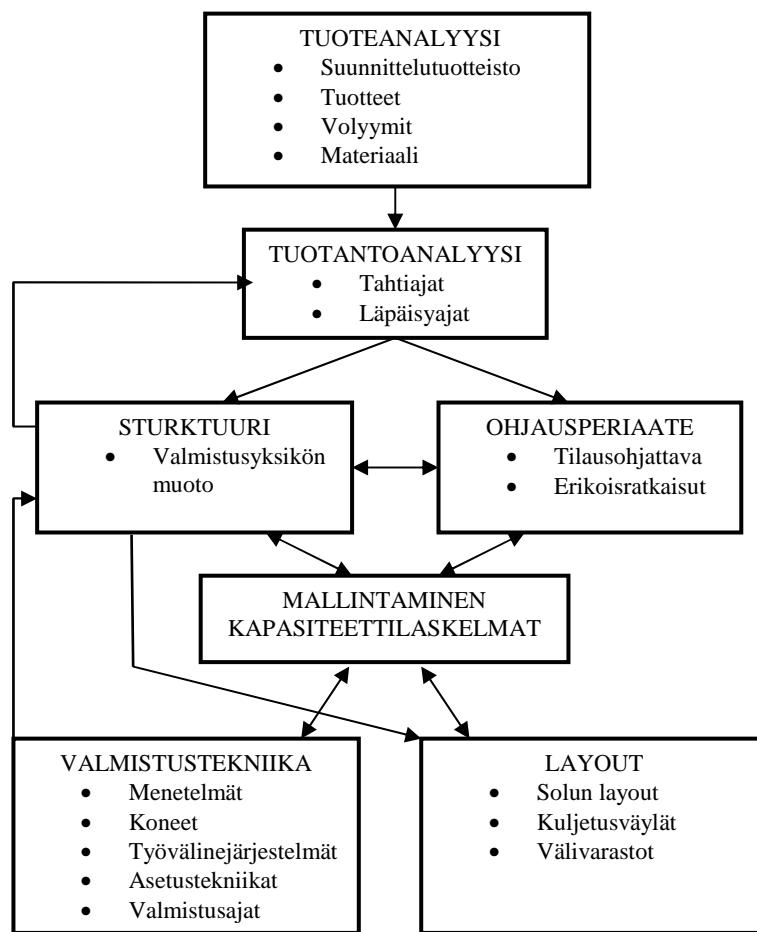 TUOTEANALYYSI
• Suunnittelutuotteisto
• Tuotteet
• Volyymit
• Materiaali
TUOTANTOANALYYSI
• Tahtiajat
• Läpäisyajat
STURKTUURI
• Valmistusyksikön
muoto
OHJAUSPERIAATE
• Tilausohjattava
• Erikoisratkaisut
MALLINTAMINEN
KAPASITEETTILASKELMAT
VALMISTUSTEKNIIKA
• Menetelmät
• Koneet
• Työvälinejärjestelmät
• Asetustekniikat
• Valmistusajat
LAYOUT
• Solun layout
• Kuljetusväylät
• Välivarastot